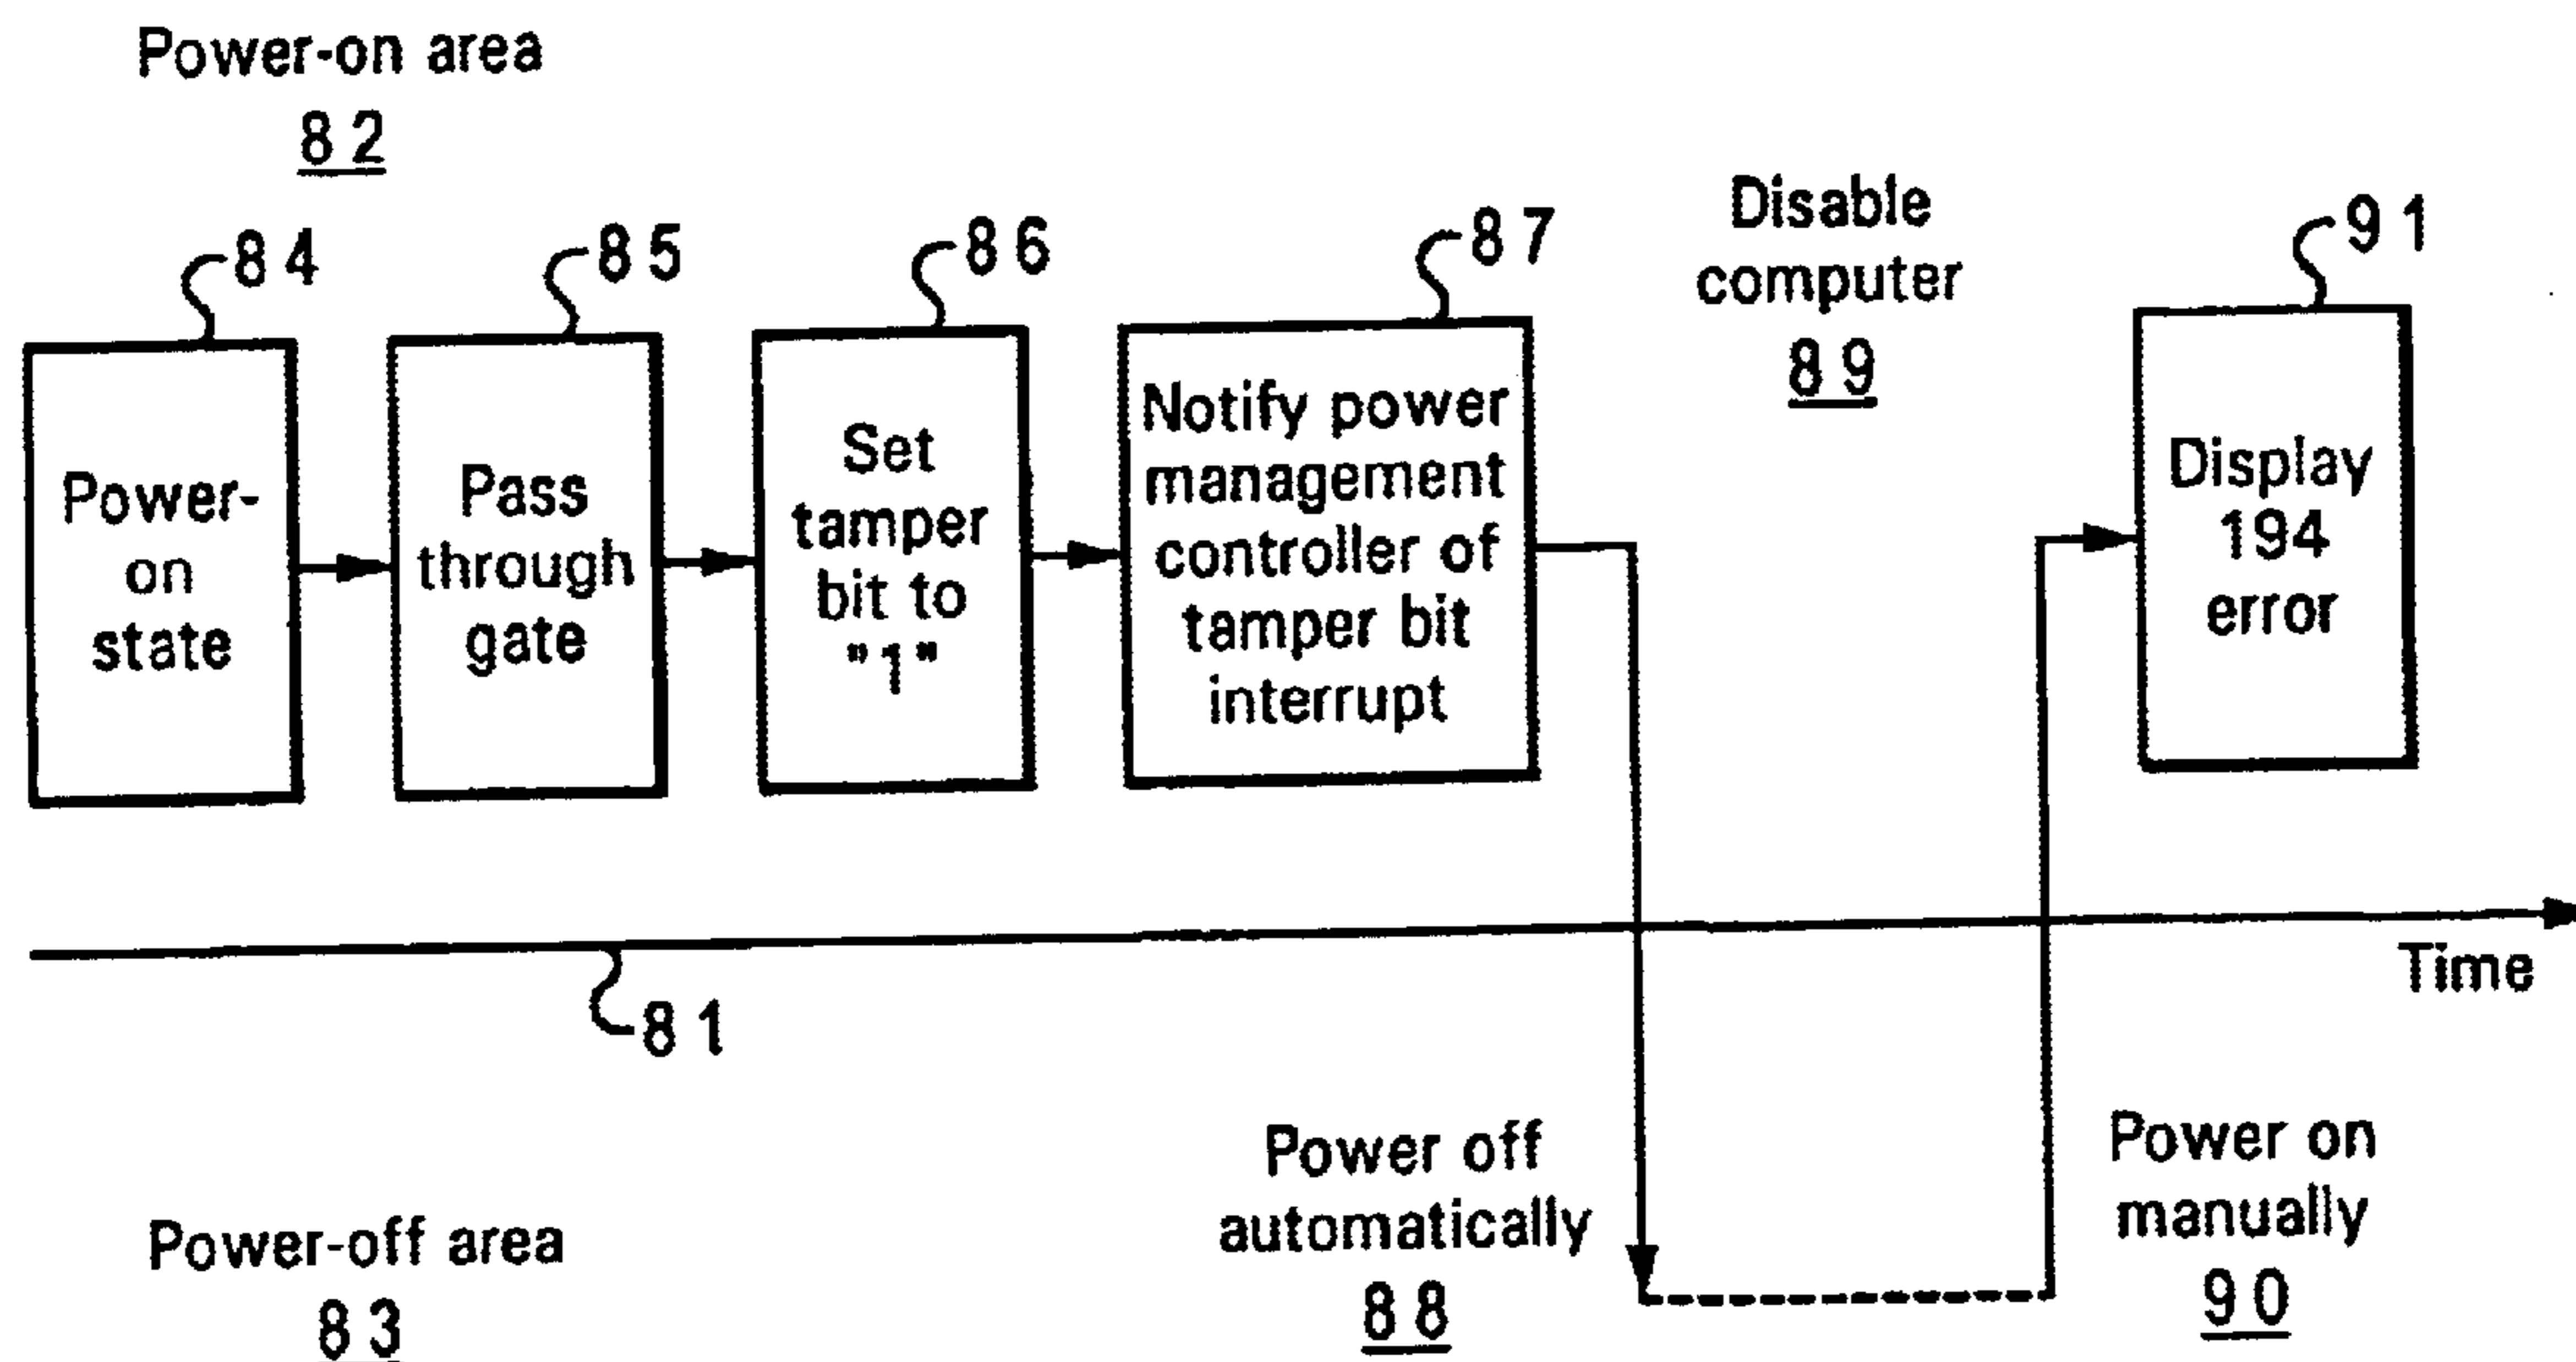 Power-on area
82
84
85
86
87
Disable
computer
89
91
Power-
on
state
Pass
through
gate
Set
tamper
bit to
"1"
Notify power
management
controller of
tamper bit
interrupt
Display
194
error
Time
81
Power-off area
83
Power off
automatically
88
Power on
manually
90